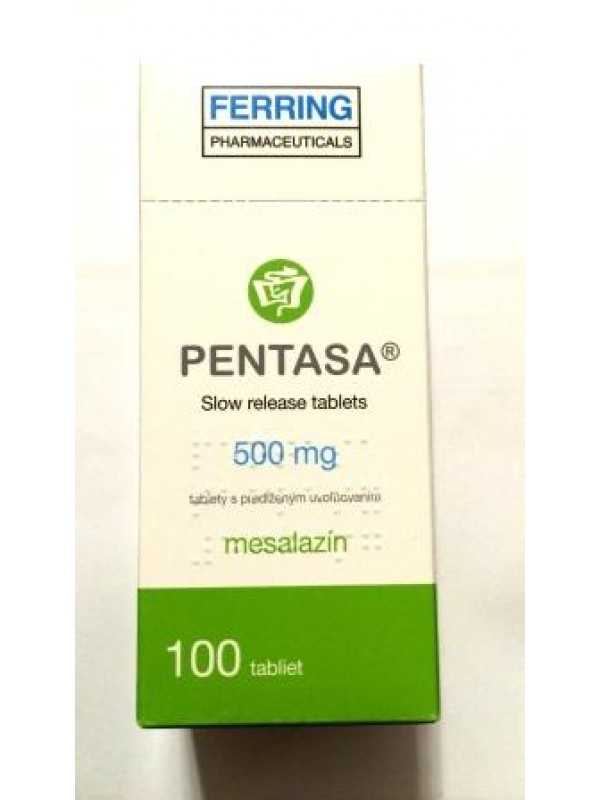 FERRING
PHARMACEUTICALS
PENTASA®
Slow release tablets
500 mg
tablety s predĺženým uvoľňovaním
mesalazín
100 tabliet